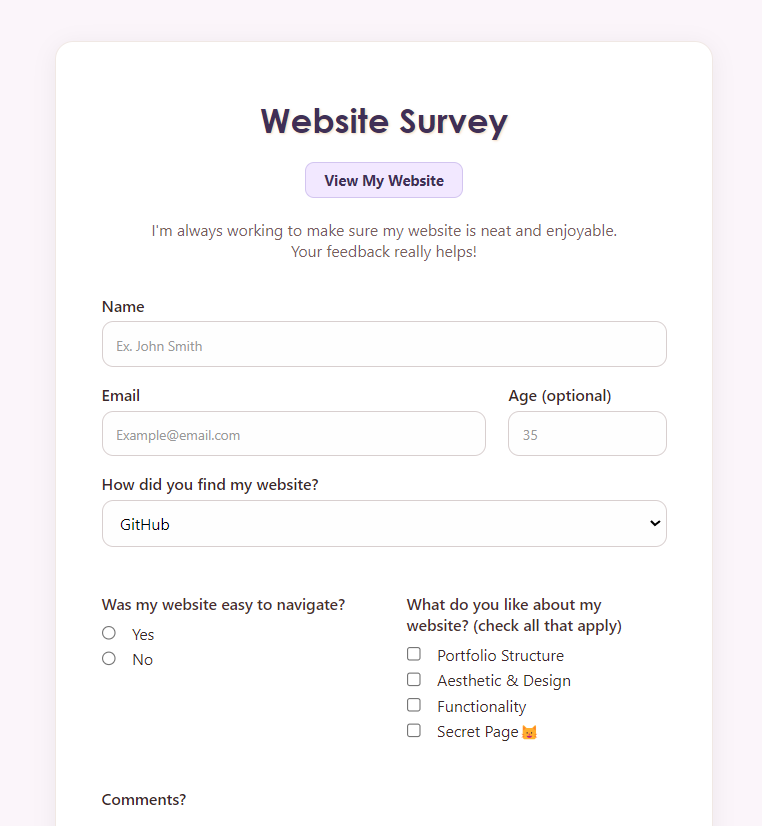 Website Survey
View My Website
I'm always working to make sure my website is neat and enjoyable.
Your feedback really helps!
Name
Ex. John Smith
Email
Age (optional)
Example@email.com
35
How did you find my website?
GitHub
Was my website easy to navigate?
Yes
No
What do you like about my
website? (check all that apply)
Portfolio Structure
Aesthetic & Design
Functionality
Secret Page🐱
Comments?